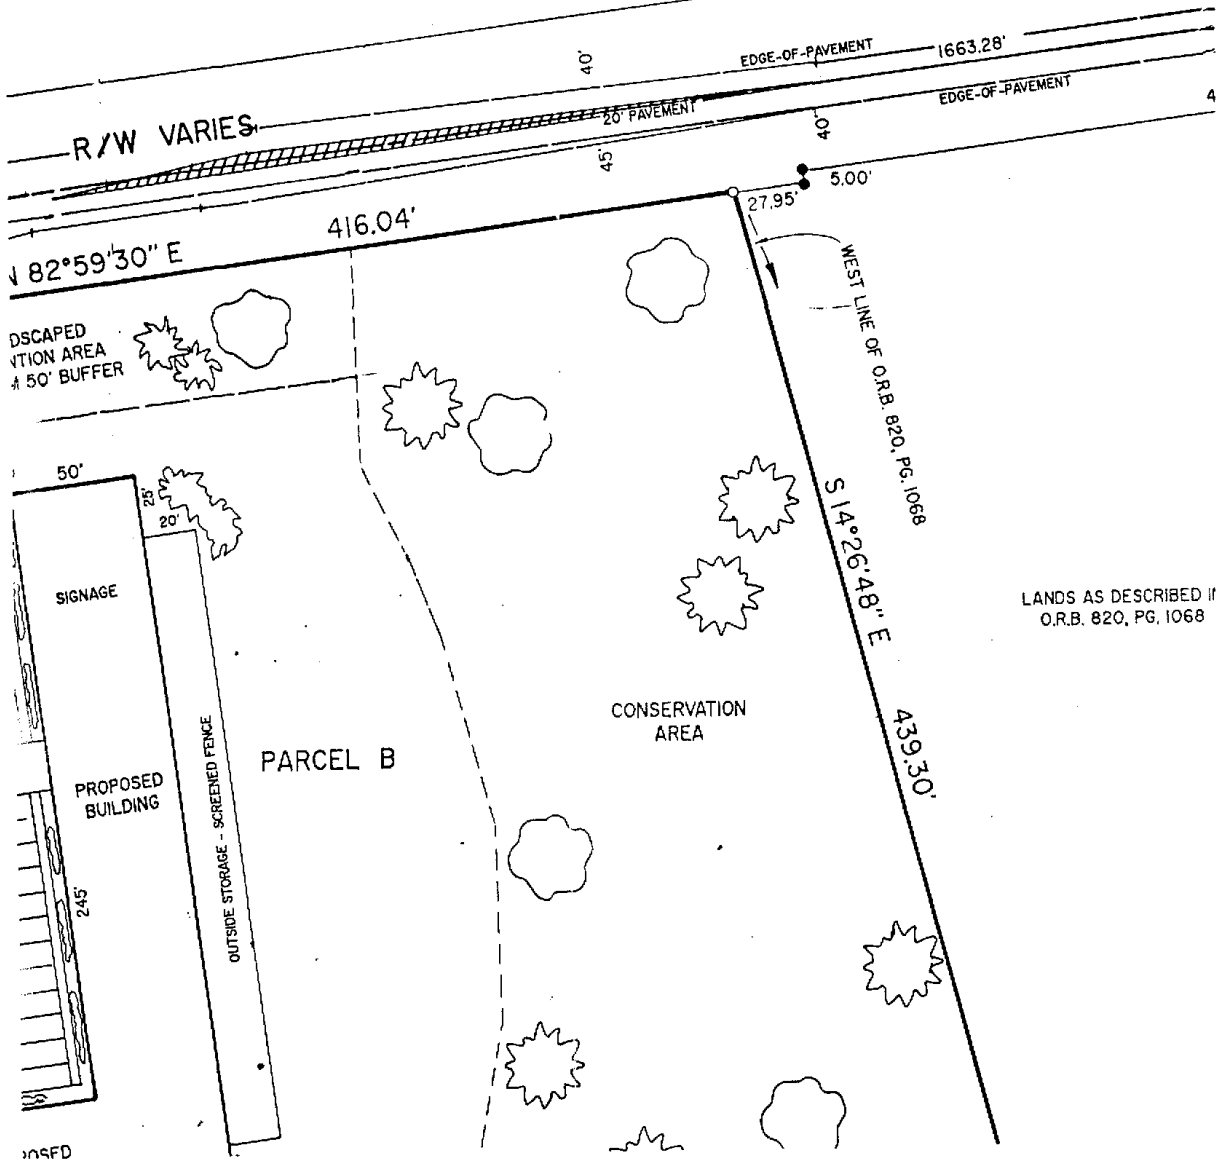 40'
EDGE-OF-PAVEMENT
1663.28'
EDGE-OF-PAVEMENT
R/W VARIES
20' PAVEMENT
40'
45'
5.00'
27.95'
416.04'
N 82°59'30" E
DSCAPED
NTION AREA
50' BUFFER
WEST LINE OF O.R.B. 820, PG. 1068
50'
25'
20'
S 14°26'48" E
439.30'
SIGNAGE
LANDS AS DESCRIBED IN
O.R.B. 820, PG. 1068
CONSERVATION
AREA
PARCEL B
PROPOSED
BUILDING
OUTSIDE STORAGE - SCREENED FENCE
245'
POSED